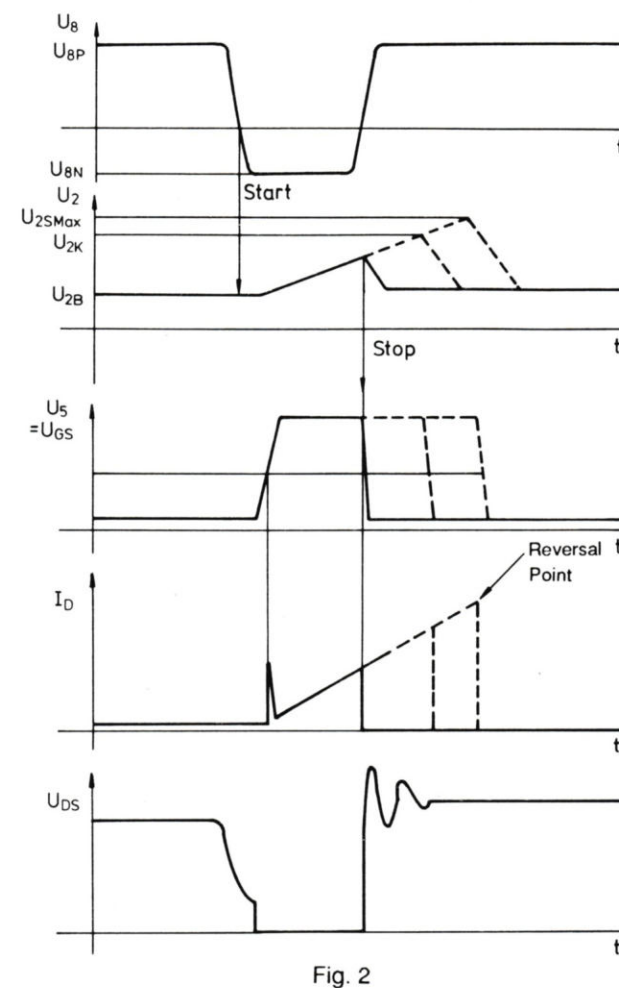 U8
U8P
t
U8N
Start
U2
U2SMax
U2K
U2B
t
Stop
U5
=UGS
t
Reversal
Point
ID
t
UDS
t
Fig. 2